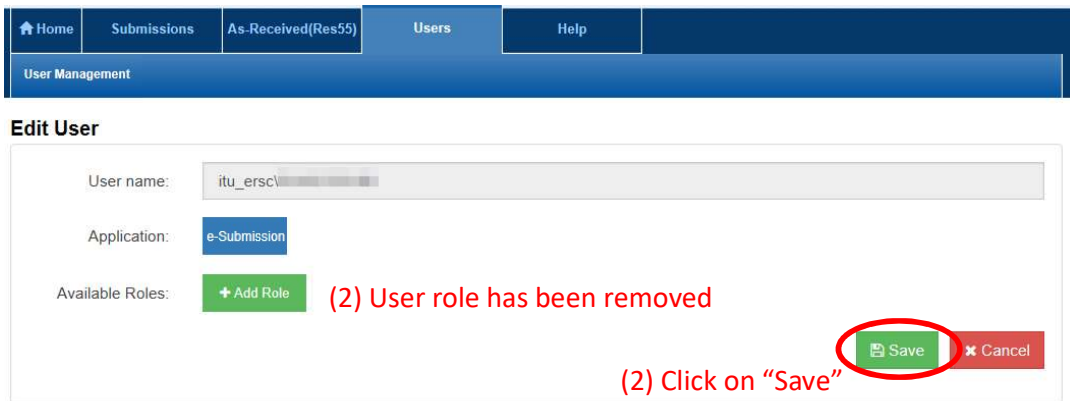 Home Submissions As-Received(Res55) Users Help
User Management
Edit User
User name: itu_ersc\
Application: e-Submission
Available Roles: + Add Role (2) User role has been removed
Save × Cancel
(2) Click on “Save”